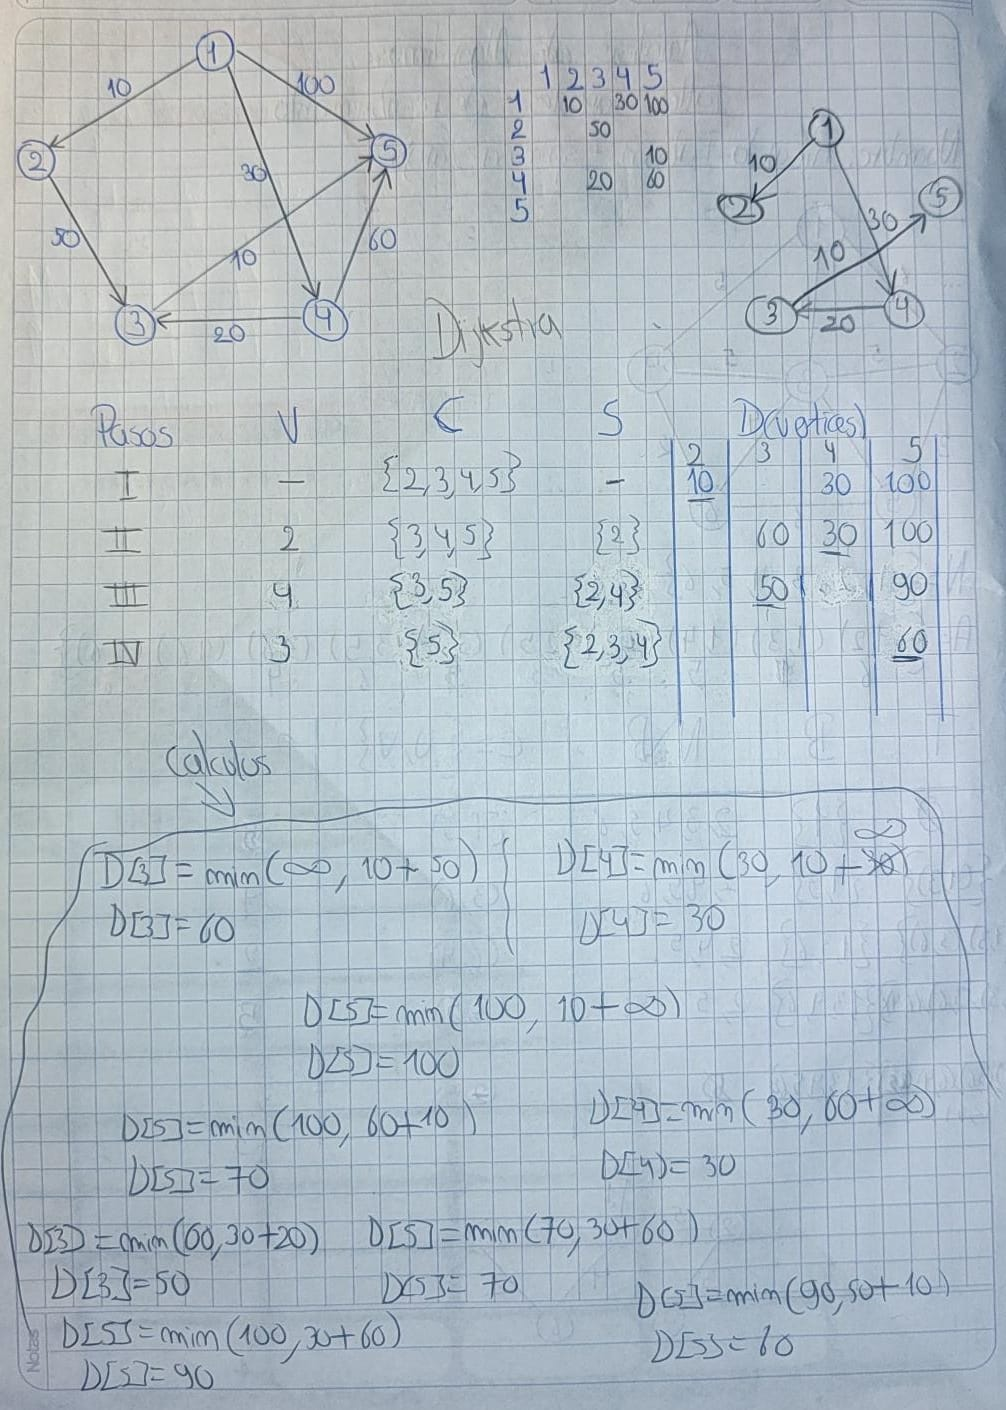 1
10
100
2
5
30
50
60
10
3
20
4
1 2 3 4 5
1 10 30 100
2 50
3 10
4 20 60
5
1
10
2
5
30
10
3
20
4
Dijkstra
Pasos V C S D(vertices)
2 3 4 5
I - {2,3,4,5} - 10 30 100
II 2 {3,4,5} {2} 60 30 100
III 4 {3,5} {2,4} 50 90
IV 3 {5} {2,3,4} 60
Calculos
D[3]=min(∞, 10+50)
D[3]=60
∞
D[4]=min(30, 10+30)
D[4]=30
D[5]=min(100, 10+∞)
D[5]=100
D[5]=min(100, 60+10)
D[5]=70
D[4]=min(30, 60+∞)
D[4]=30
D[3]=min(60,30+20)
D[3]=50
D[5]=min(70,30+60)
D[5]=70
D[5]=min(90,50+10)
D[5]=60
D[5]=min(100,30+60)
D[5]=90
Notas